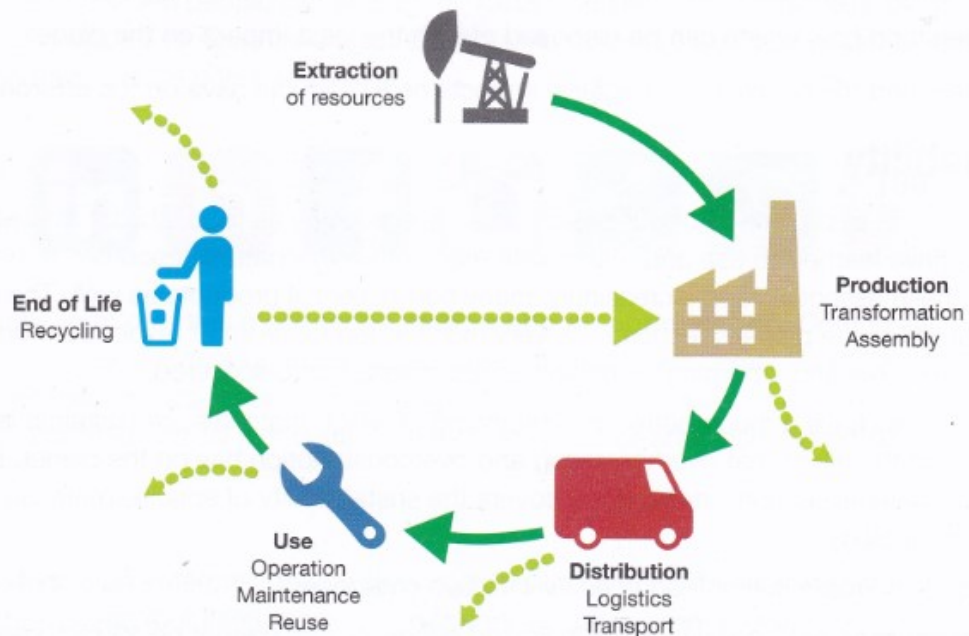 Extraction
of resources
Production
Transformation
Assembly
Distribution
Logistics
Transport
Use
Operation
Maintenance
Reuse
End of Life
Recycling